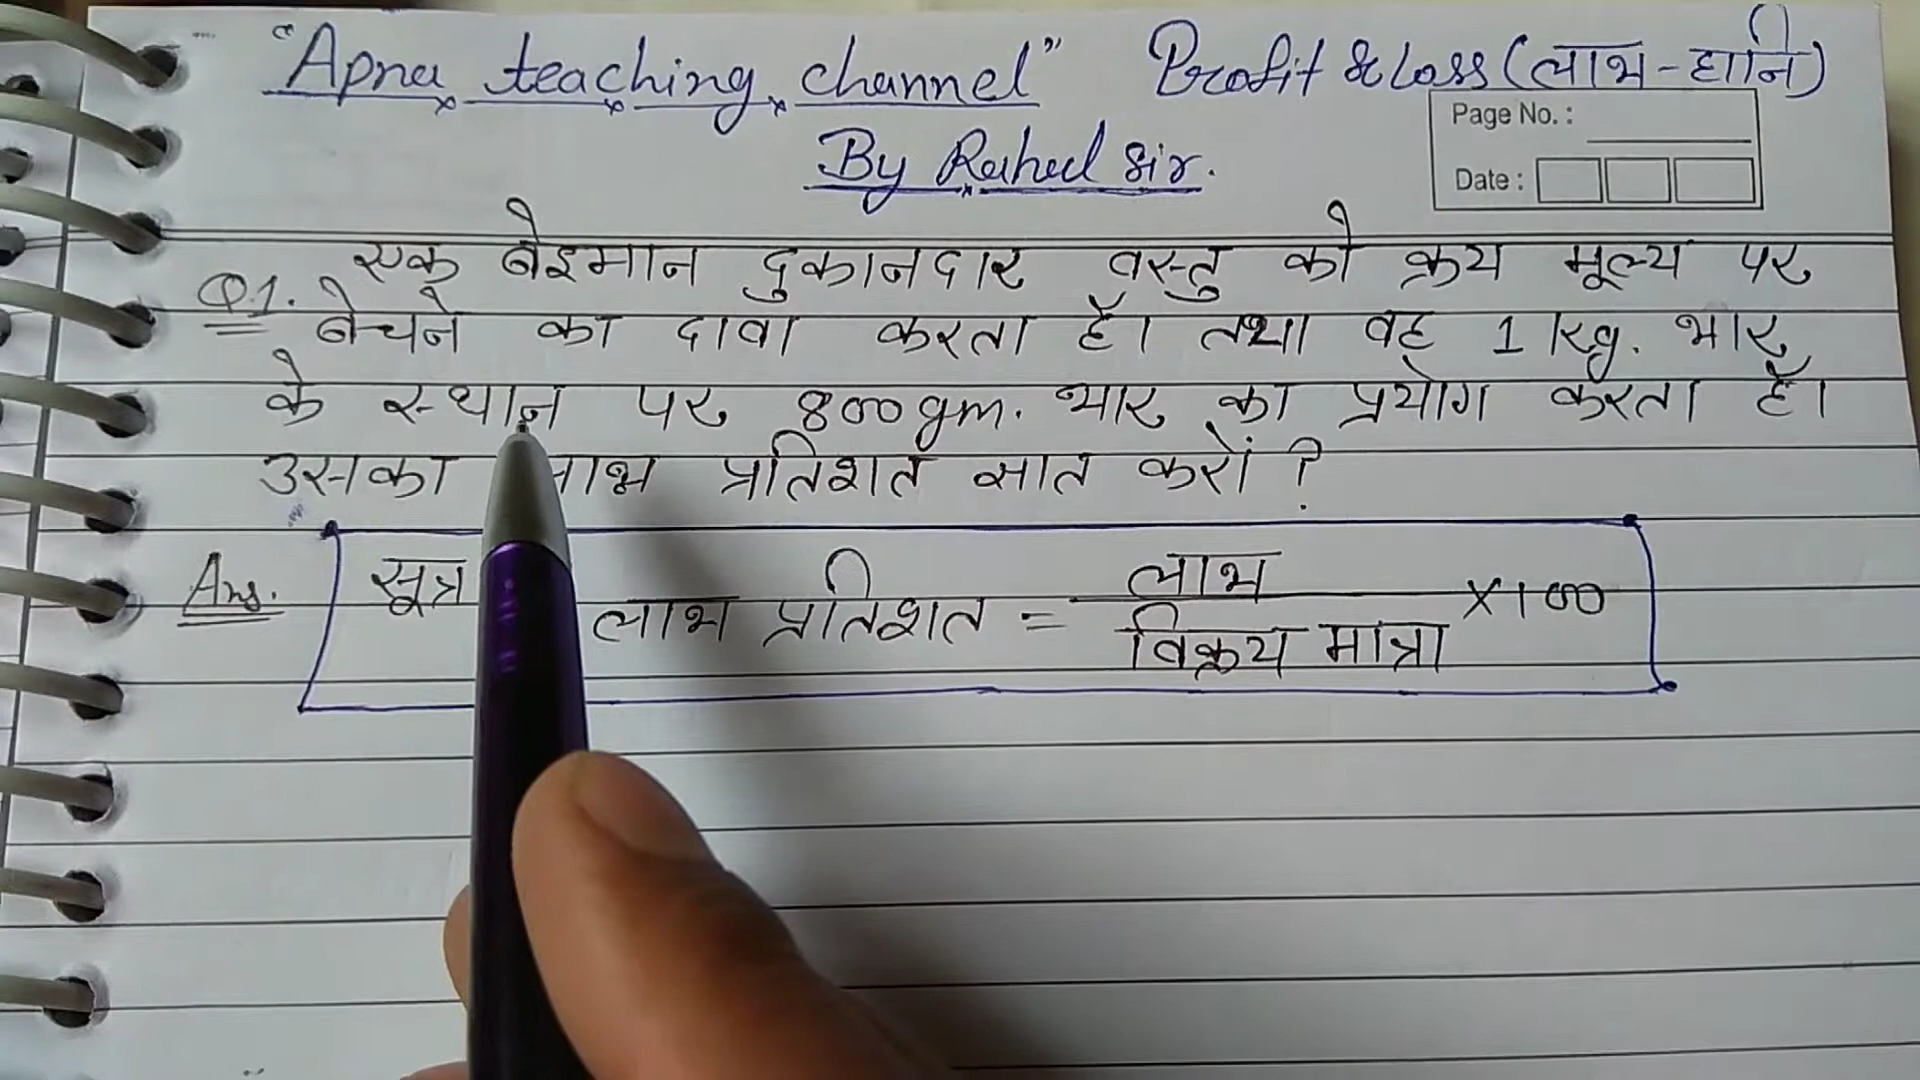 "Apna teaching channel" Profit & Loss (लाभ-हानि)
Page No. :
By Rahul Sir.
Date :
एक बेइमान दुकानदार वस्तु को क्रय मूल्य पर
Q1. बेचने का दावा करता है। तथा वह 1 kg. भार
के स्थान पर 800 gm. भार का प्रयोग करता है।
उसका लाभ प्रतिशत ज्ञात करों ?
Ans. सूत्र लाभ प्रतिशत = लाभ
विक्रय मात्रा ×100